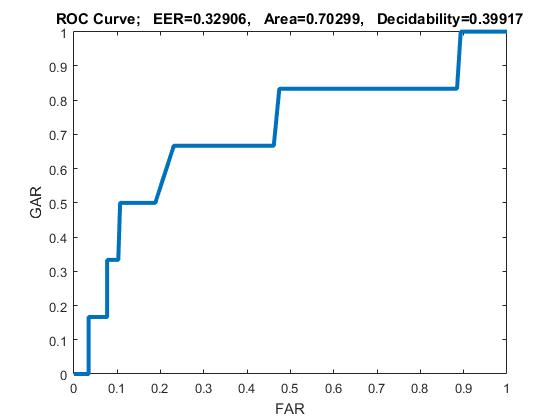 ROC Curve;   EER=0.32906,   Area=0.70299,   Decidability=0.39917
1
0.9
0.8
0.7
0.6
0.5
0.4
0.3
0.2
0.1
0
GAR
0 0.1 0.2 0.3 0.4 0.5 0.6 0.7 0.8 0.9 1
FAR